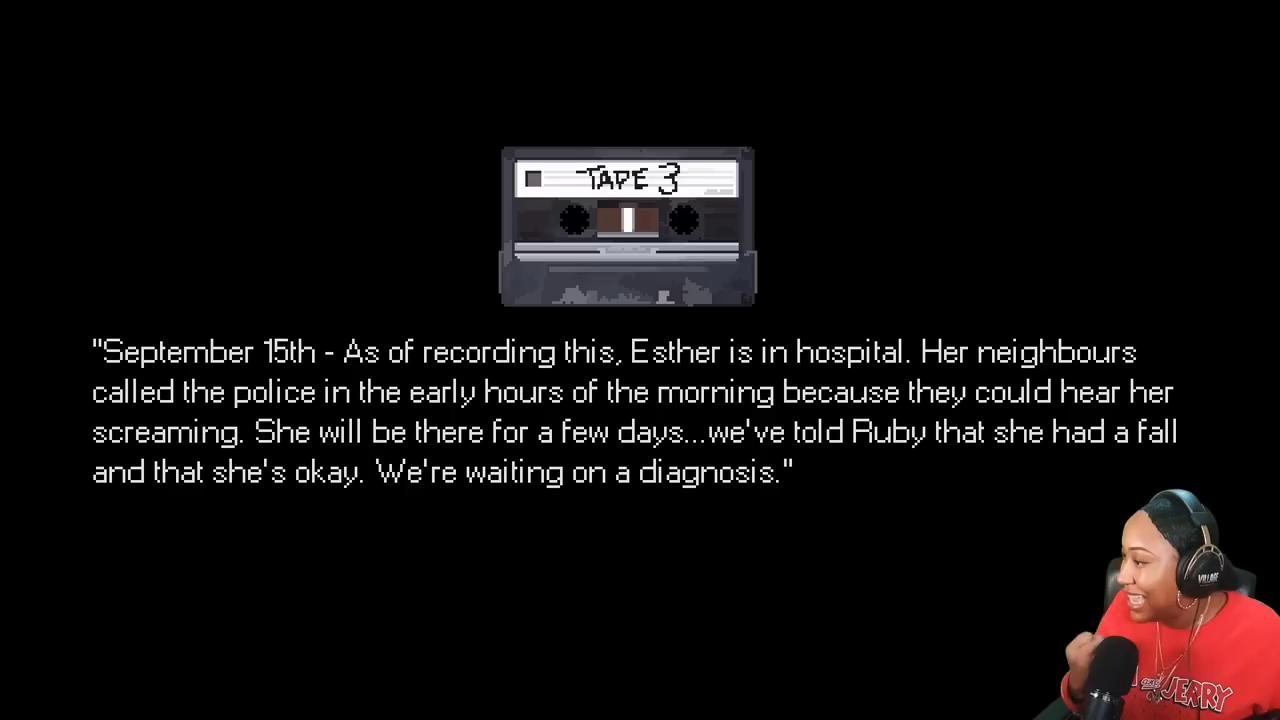 TAPE 3
"September 15th - As of recording this, Esther is in hospital. Her neighbours
called the police in the early hours of the morning because they could hear her
screaming. She will be there for a few days...we've told Ruby that she had a fall
and that she's okay. We're waiting on a diagnosis."
VILLAGE
JERRY